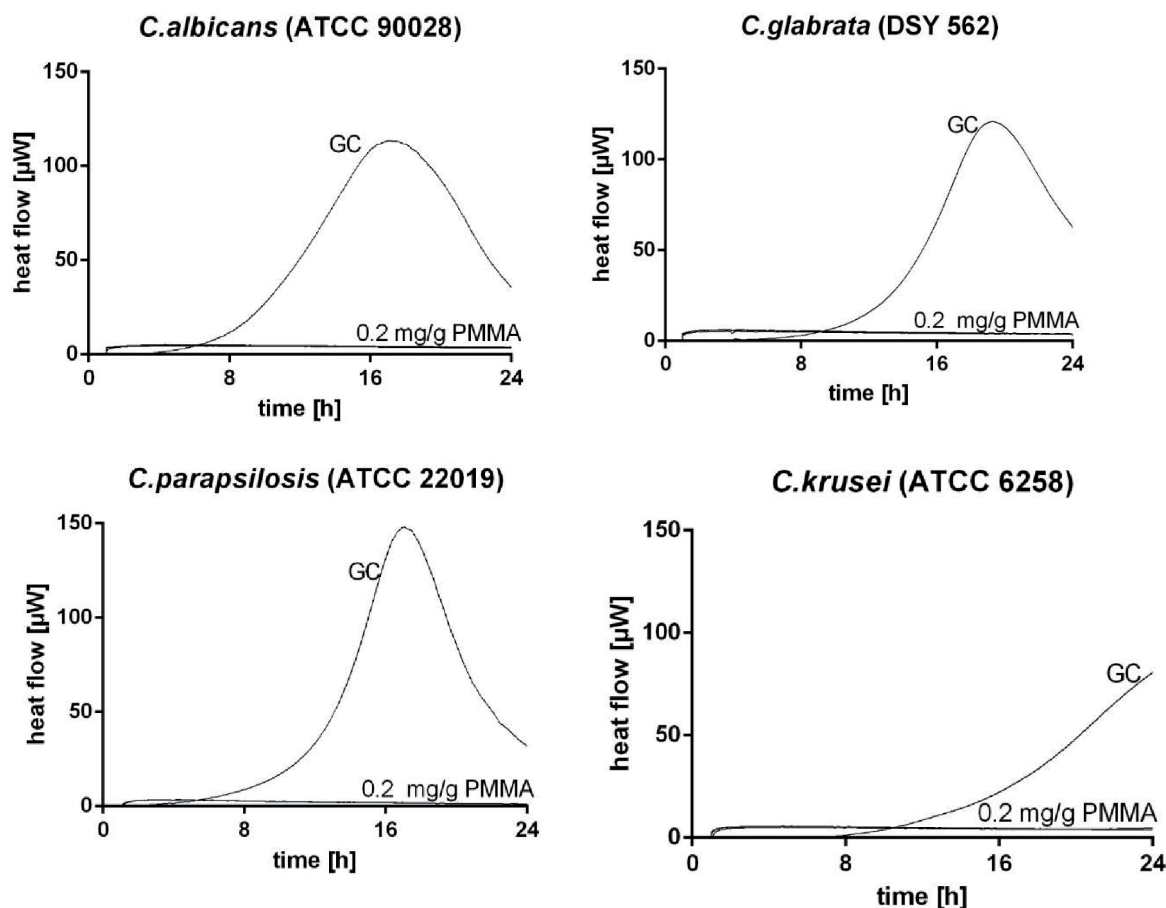 C.albicans (ATCC 90028)
150
100
50
0
heat flow [µW]
GC
0.2 mg/g PMMA
0
8
16
24
time [h]
C.glabrata (DSY 562)
150
100
50
0
heat flow [µW]
GC
0.2 mg/g PMMA
0
8
16
24
time [h]
C.parapsilosis (ATCC 22019)
150
100
50
0
heat flow [µW]
GC
0.2 mg/g PMMA
0
8
16
24
time [h]
C.krusei (ATCC 6258)
150
100
50
0
heat flow [µW]
GC
0.2 mg/g PMMA
0
8
16
24
time [h]